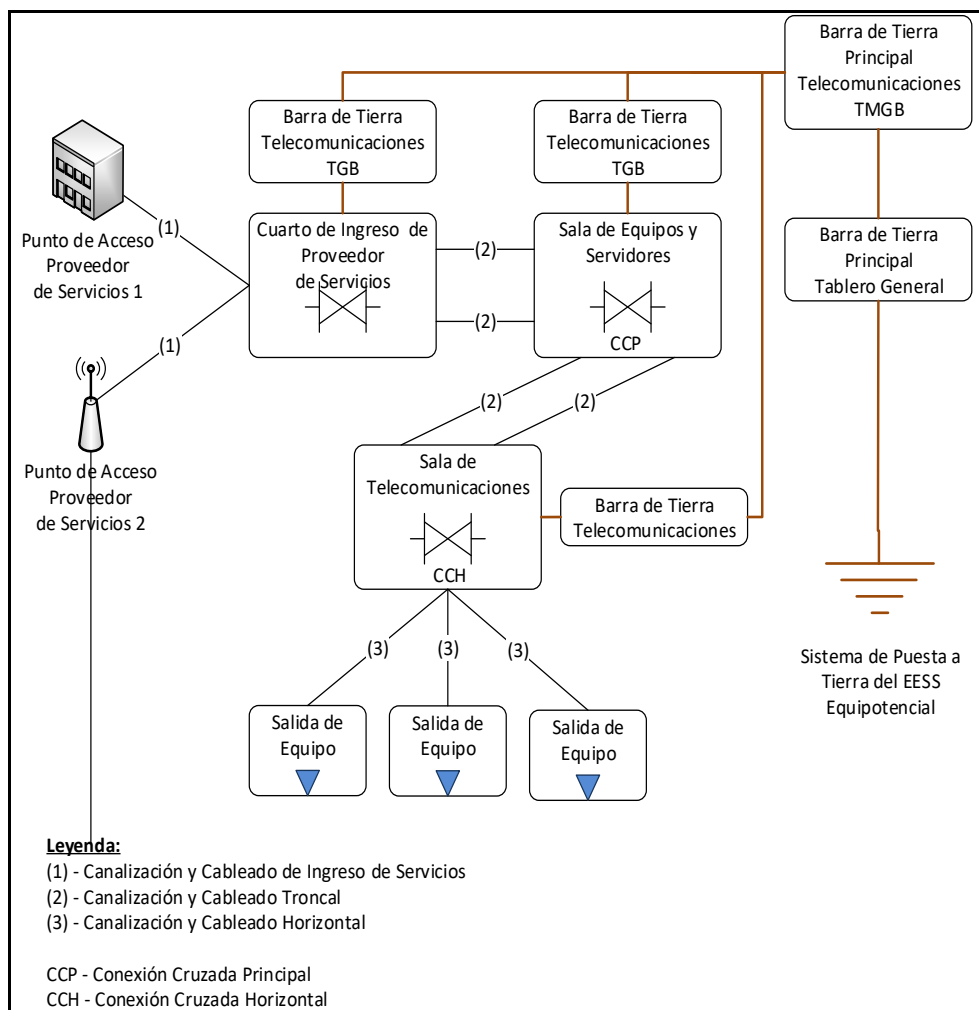 Barra de Tierra
Principal
Telecomunicaciones
TMGB
Barra de Tierra
Telecomunicaciones
TGB
Barra de Tierra
Telecomunicaciones
TGB
(1)
Punto de Acceso
Proveedor
de Servicios 1
Cuarto de Ingreso de
Proveedor
de Servicios
(2)
(2)
Sala de Equipos y
Servidores
CCP
Barra de Tierra
Principal
Tablero General
(1)
Punto de Acceso
Proveedor
de Servicios 2
(2)
(2)
Sala de
Telecomunicaciones
CCH
Barra de Tierra
Telecomunicaciones
(3)
(3)
(3)
Sistema de Puesta a
Tierra del EESS
Equipotencial
Salida de
Equipo
Salida de
Equipo
Salida de
Equipo
Leyenda:
(1) - Canalización y Cableado de Ingreso de Servicios
(2) - Canalización y Cableado Troncal
(3) - Canalización y Cableado Horizontal
CCP - Conexión Cruzada Principal
CCH - Conexión Cruzada Horizontal